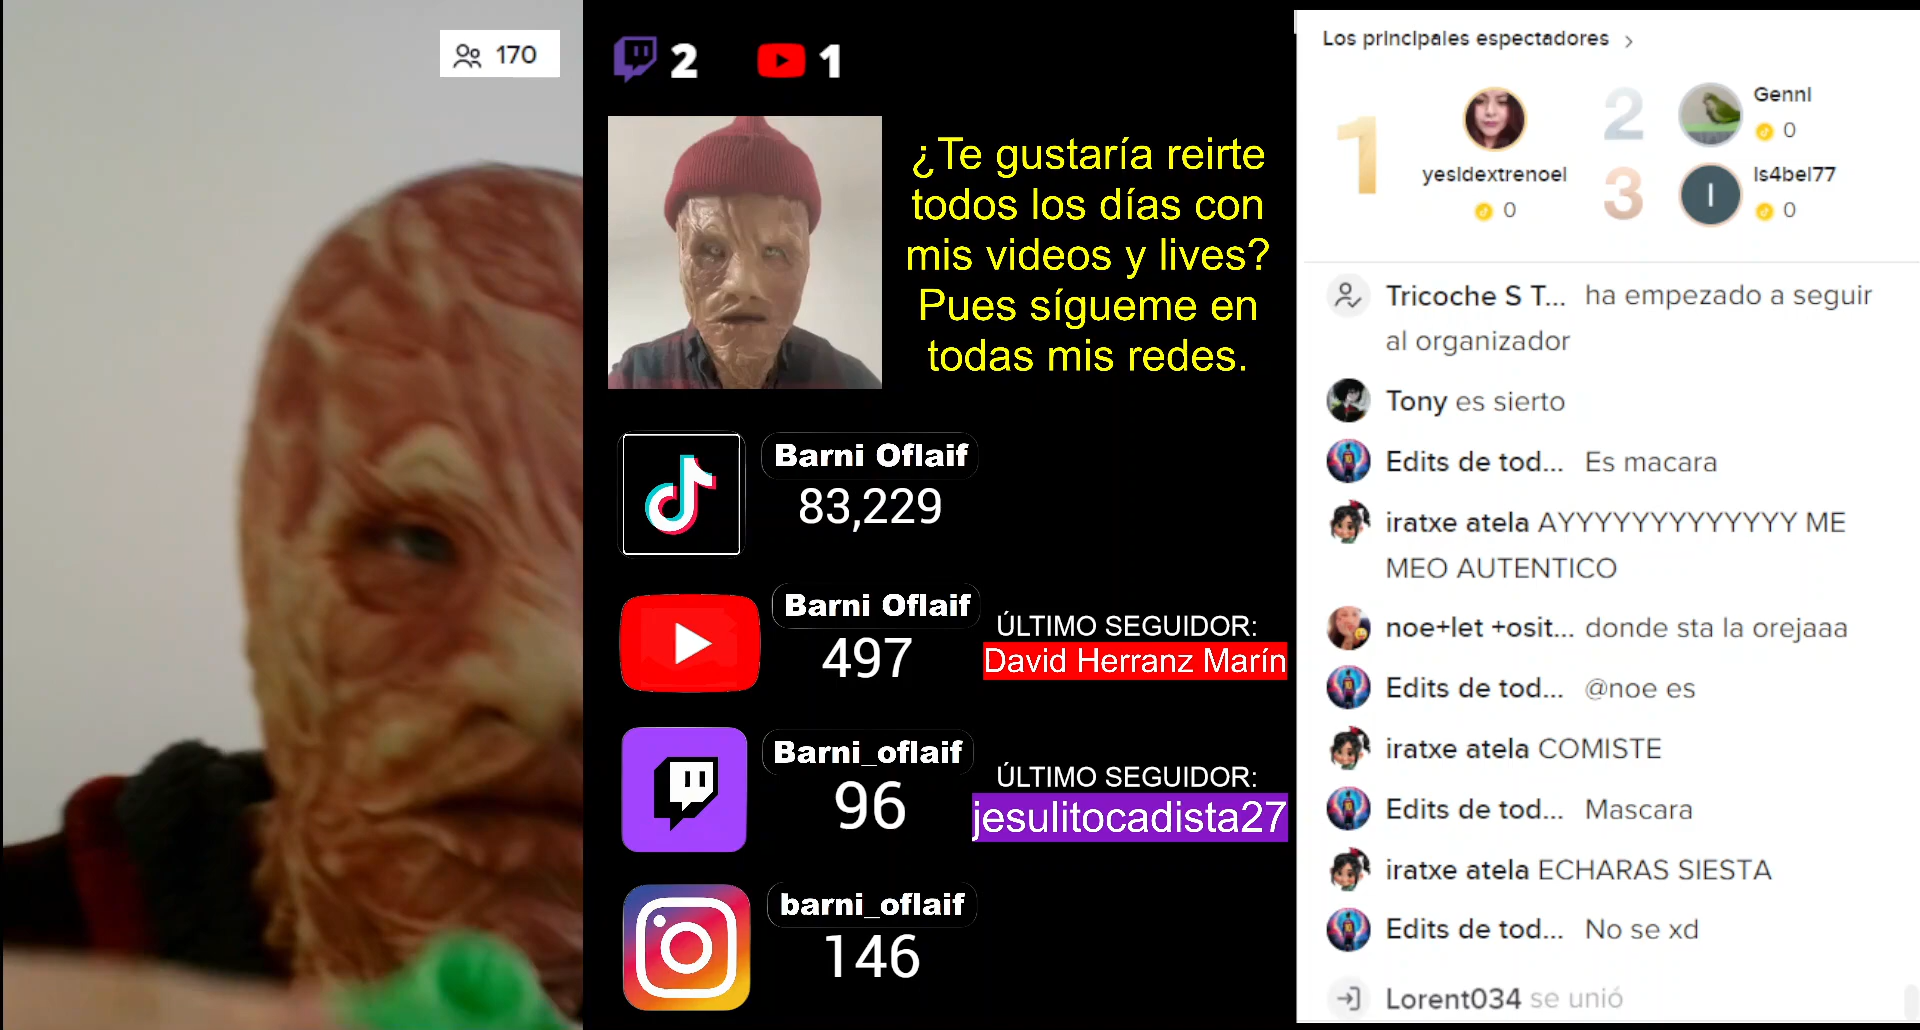 170
2
1
¿Te gustaría reirte
todos los días con
mis videos y lives?
Pues sígueme en
todas mis redes.
Barni Oflaif
83,229
Barni Oflaif
497
ÚLTIMO SEGUIDOR:
David Herranz Marín
Barni_oflaif
96
ÚLTIMO SEGUIDOR:
jesulitocadista27
barni_oflaif
146
Los principales espectadores
1
yesldextrenoel
0
2
Gennl
0
3
I
Is4bel77
0
Tricoche S T... ha empezado a seguir
al organizador
Tony es sierto
Edits de tod... Es macara
iratxe atela AYYYYYYYYYYYYY ME
MEO AUTENTICO
noe+let +osit... donde sta la orejaaa
Edits de tod... @noe es
iratxe atela COMISTE
Edits de tod... Mascara
iratxe atela ECHARAS SIESTA
Edits de tod... No se xd
Lorent034 se unió